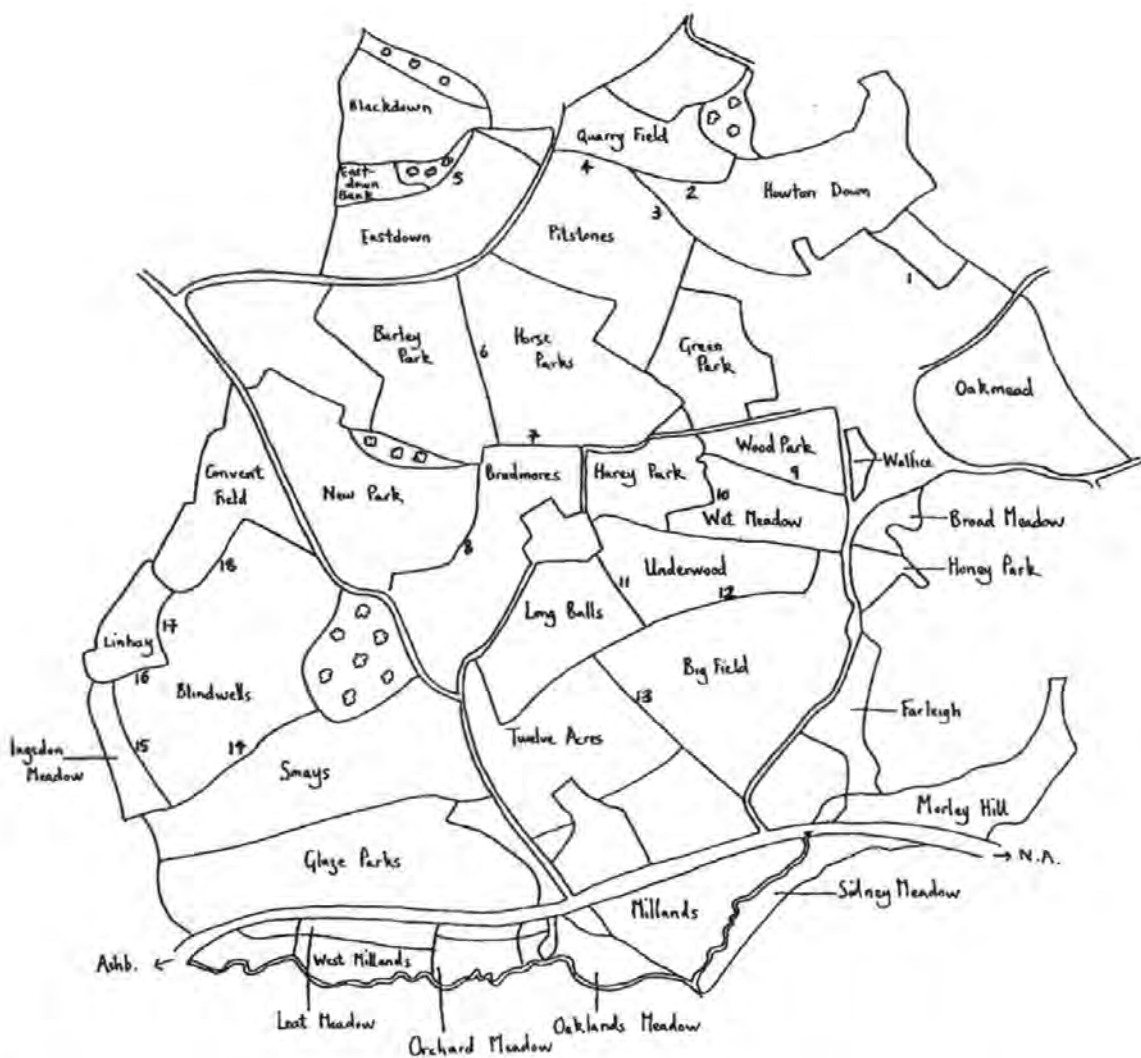 Blackdown
Quarry Field
4
East-
down
Bank
5
2
Howton Down
3
Eastdown
Pitstones
1
Barley
Park
6
Horse
Parks
Green
Park
Oakmead
7
Wood Park
Wallice
Convent
Field
New Park
Bradmores
Harey Park
9
10
Wet Meadow
Broad Meadow
8
18
Underwood
Honey Park
11
12
Long Balls
Linhay
17
16
Blindwells
Big Field
13
Farleigh
Ingsdon
Meadow
15
14
Twelve Acres
Smays
Morley Hill
Glaze Parks
→ N.A.
Sidney Meadow
Millands
Ashb. ←
West Millands
Leat Meadow
Oaklands Meadow
Orchard Meadow